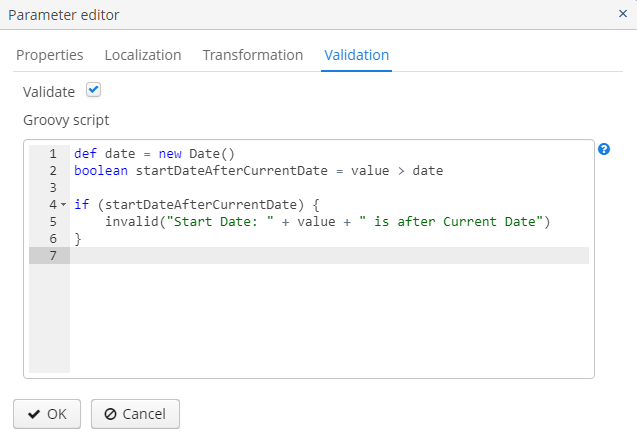 Parameter editor ×
Properties Localization Transformation Validation
Validate
Groovy script
1 def date = new Date()
2 boolean startDateAfterCurrentDate = value > date
3
4 if (startDateAfterCurrentDate) {
5     invalid("Start Date: " + value + " is after Current Date")
6 }
7
?
OK Cancel